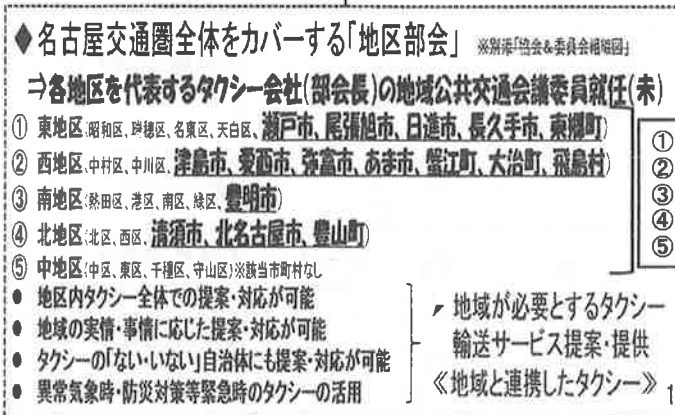 ◆名古屋交通圏全体をカバーする「地区部会」 ※別添「協会&委員会組織図」
⇒各地区を代表するタクシー会社(部会長)の地域公共交通会議委員就任(未)
① 東地区(昭和区、瑞穂区、名東区、天白区、瀬戸市、尾張旭市、日進市、長久手市、東郷町)
② 西地区(中村区、中川区、津島市、愛西市、弥富市、あま市、蟹江町、大治町、飛島村)
③ 南地区(熱田区、港区、南区、緑区、豊明市)
④ 北地区(北区、西区、清須市、北名古屋市、豊山町)
⑤ 中地区(中区、東区、千種区、守山区)※該当市町村なし
● 地区内タクシー全体での提案・対応が可能
● 地域の実情・事情に応じた提案・対応が可能
● タクシーの「ない・いない」自治体にも提案・対応が可能
● 異常気象時・防災対策等緊急時のタクシーの活用
地域が必要とするタクシー
輸送サービス提案・提供
《地域と連携したタクシー》
1
①
②
③
④
⑤